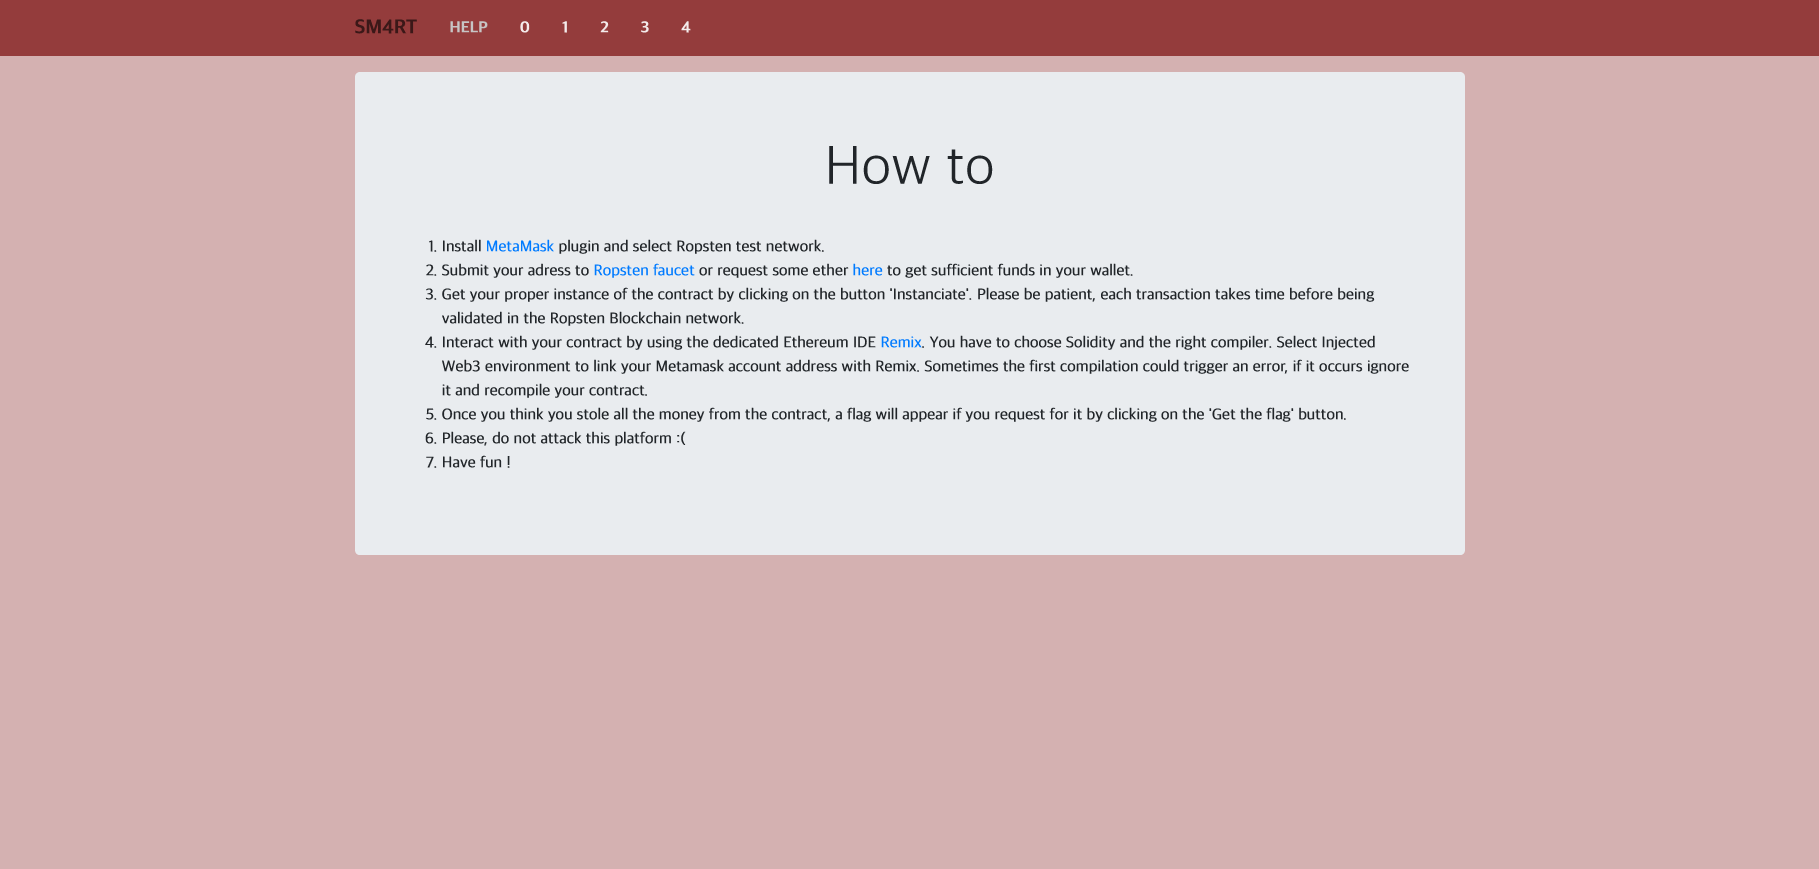 SM4RT HELP 0 1 2 3 4
How to
1. Install MetaMask plugin and select Ropsten test network.
2. Submit your adress to Ropsten faucet or request some ether here to get sufficient funds in your wallet.
3. Get your proper instance of the contract by clicking on the button 'Instanciate'. Please be patient, each transaction takes time before being
validated in the Ropsten Blockchain network.
4. Interact with your contract by using the dedicated Ethereum IDE Remix. You have to choose Solidity and the right compiler. Select Injected
Web3 environment to link your Metamask account address with Remix. Sometimes the first compilation could trigger an error, if it occurs ignore
it and recompile your contract.
5. Once you think you stole all the money from the contract, a flag will appear if you request for it by clicking on the 'Get the flag' button.
6. Please, do not attack this platform :(
7. Have fun !